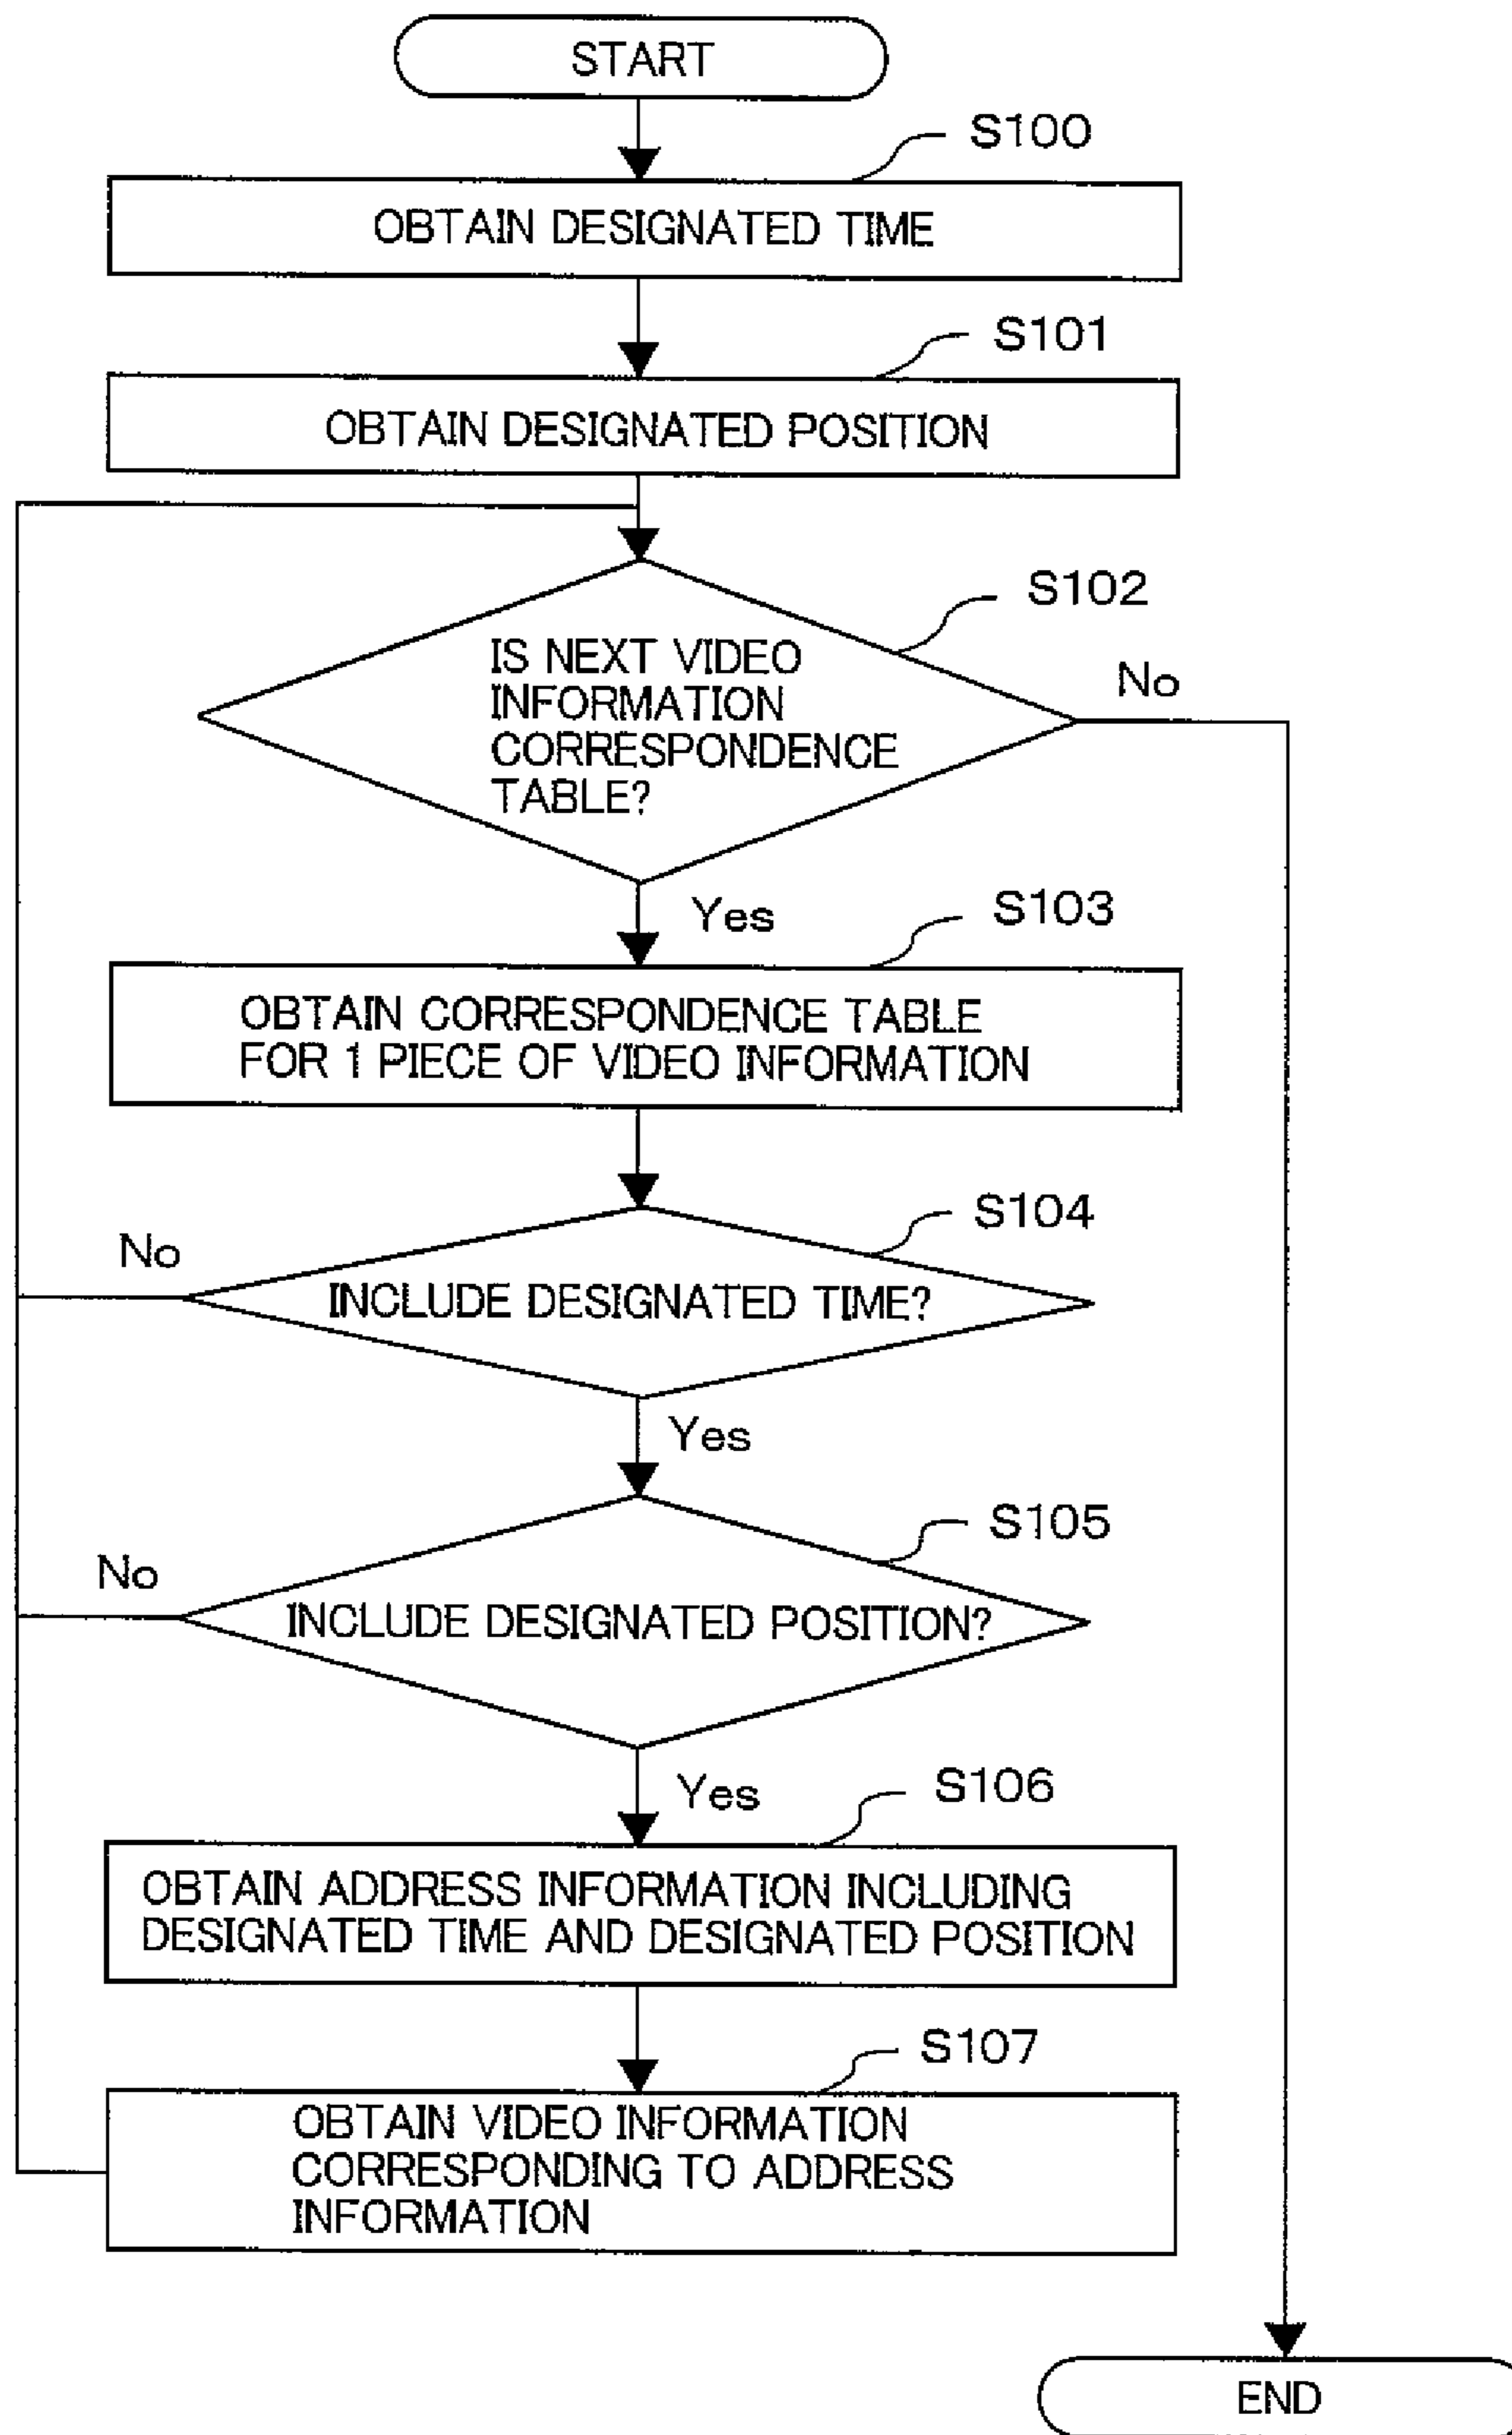 START
S100
OBTAIN DESIGNATED TIME
S101
OBTAIN DESIGNATED POSITION
S102
IS NEXT VIDEO
INFORMATION
CORRESPONDENCE
TABLE?
No
Yes
S103
OBTAIN CORRESPONDENCE TABLE
FOR 1 PIECE OF VIDEO INFORMATION
S104
No
INCLUDE DESIGNATED TIME?
Yes
S105
No
INCLUDE DESIGNATED POSITION?
Yes
S106
OBTAIN ADDRESS INFORMATION INCLUDING
DESIGNATED TIME AND DESIGNATED POSITION
S107
OBTAIN VIDEO INFORMATION
CORRESPONDING TO ADDRESS
INFORMATION
END